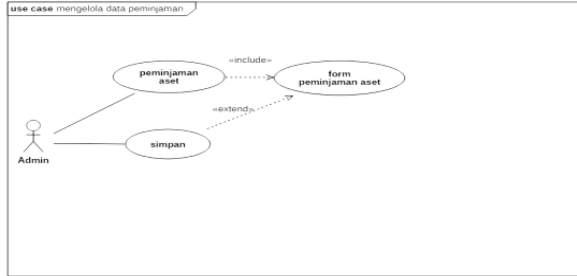 use case mengelola data peminjaman
«include»
peminjaman
aset
form
peminjaman aset
«extend»
simpan
Admin